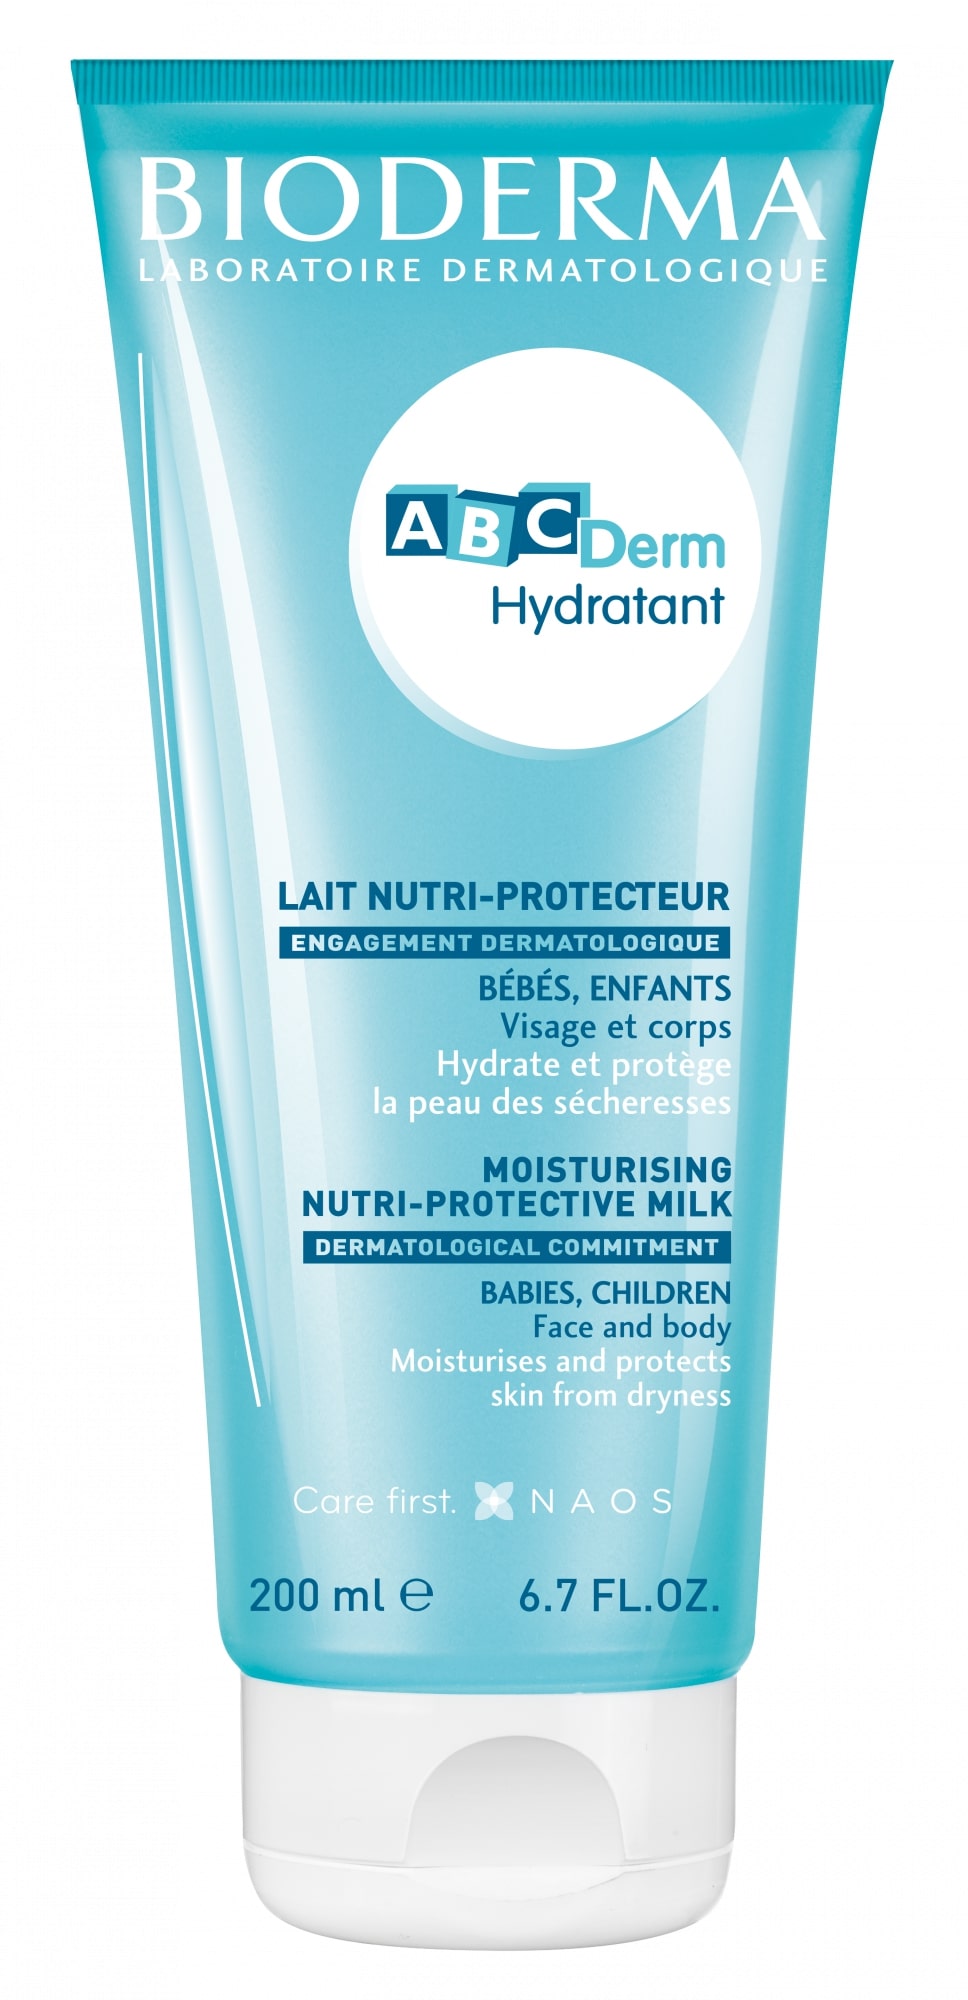 BIODERMA
LABORATOIRE DERMATOLOGIQUE
ABCDerm
Hydratant
LAIT NUTRI-PROTECTEUR
ENGAGEMENT DERMATOLOGIQUE
BÉBÉS, ENFANTS
Visage et corps
Hydrate et protège
la peau des sécheresses
MOISTURISING
NUTRI-PROTECTIVE MILK
DERMATOLOGICAL COMMITMENT
BABIES, CHILDREN
Face and body
Moisturises and protects
skin from dryness
Care first. NAOS
200 ml ℮ 6.7 FL.OZ.